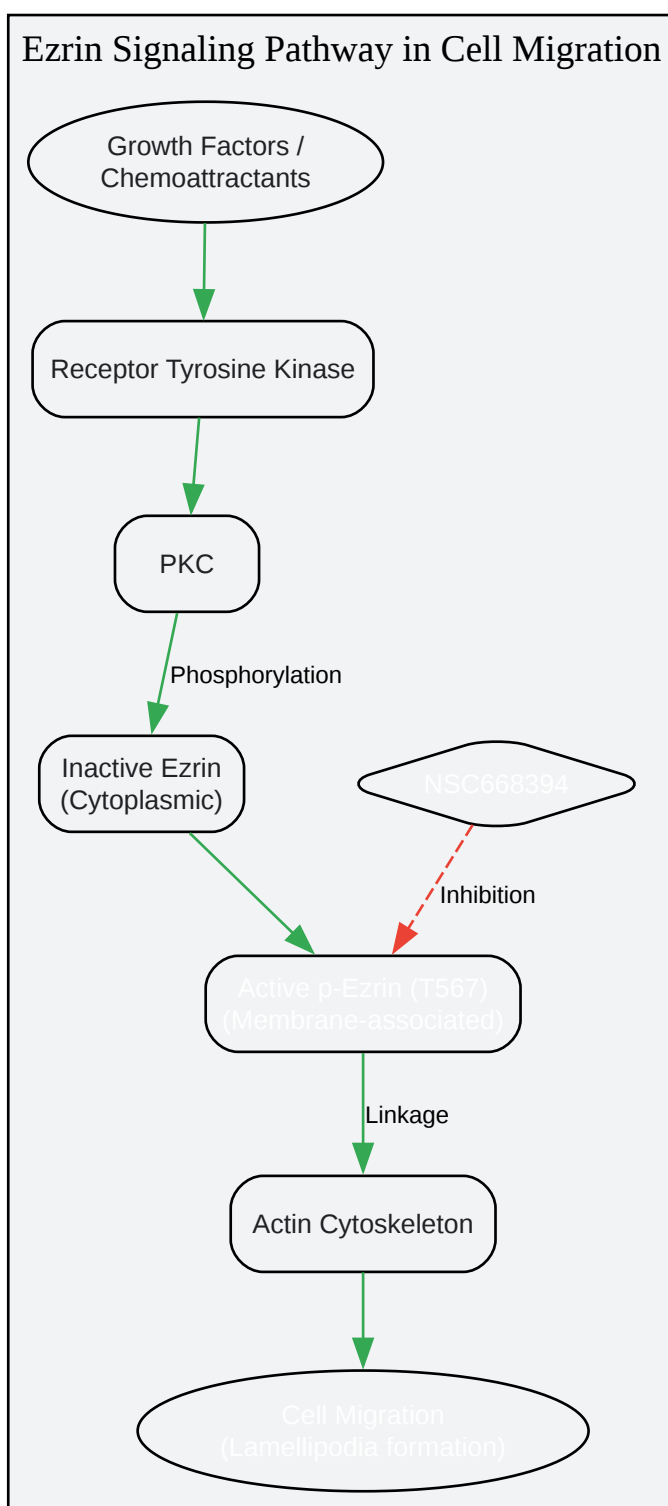 Ezrin Signaling Pathway in Cell Migration
Growth Factors /
Chemoattractants
Receptor Tyrosine Kinase
PKC
Phosphorylation
Inactive Ezrin
(Cytoplasmic)
NSC668394
Inhibition
Active p-Ezrin (T567)
(Membrane-associated)
Linkage
Actin Cytoskeleton
Cell Migration
(Lamellipodia formation)